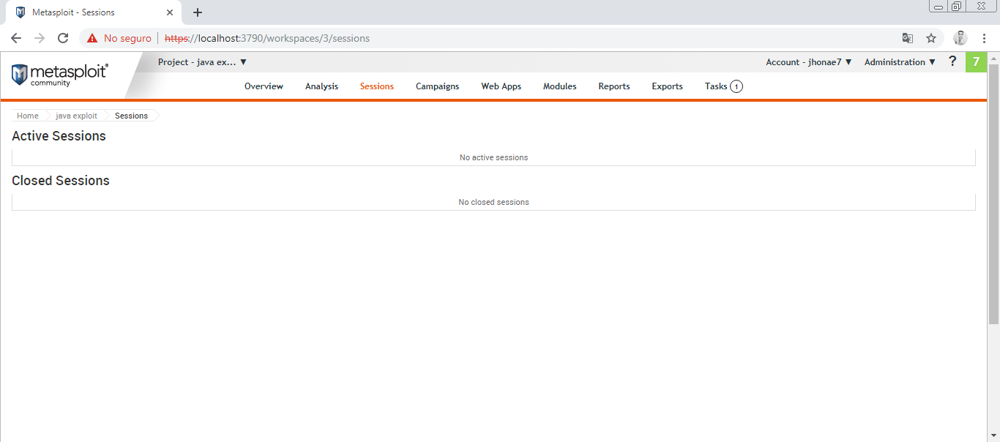 Metasploit - Sessions
No seguro https://localhost:3790/workspaces/3/sessions
metasploit®
community
Project - java ex... ▼ Account - jhonae7 ▼ Administration ▼ ? 7
Overview Analysis Sessions Campaigns Web Apps Modules Reports Exports Tasks 1
Home java exploit Sessions
Active Sessions
No active sessions
Closed Sessions
No closed sessions